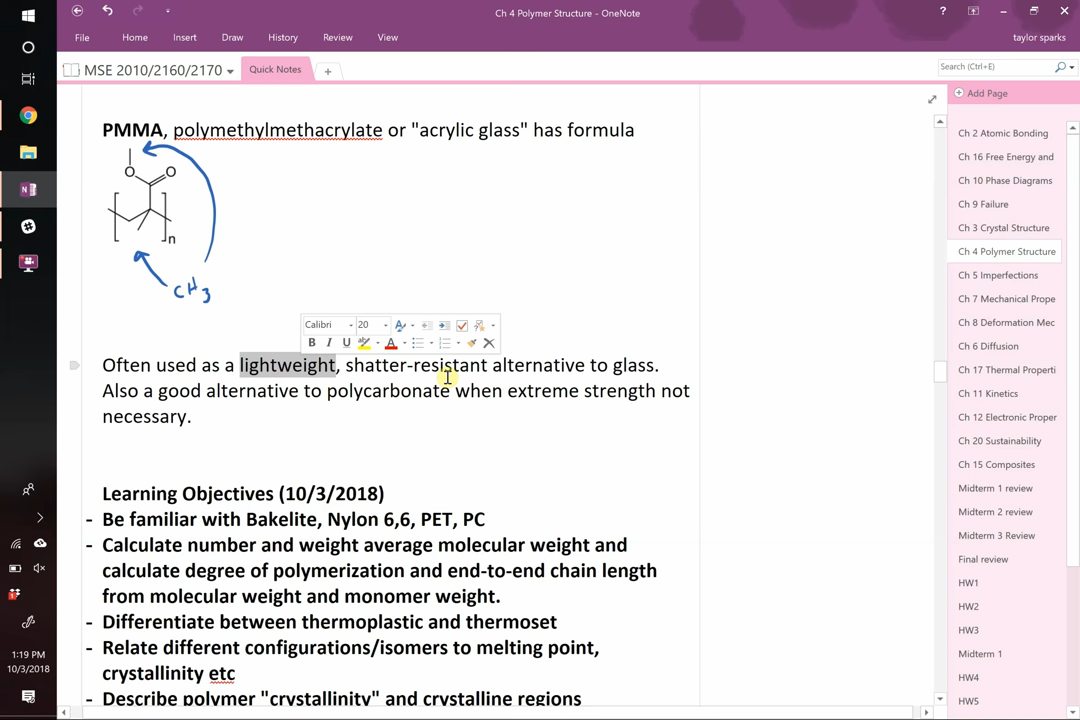 Ch 4 Polymer Structure - OneNote
?
File Home Insert Draw History Review View
taylor sparks
MSE 2010/2160/2170
Quick Notes
+
Search (Ctrl+E)
Add Page
PMMA, polymethylmethacrylate or "acrylic glass" has formula
O O
n
CH3
Calibri 20
B I U ab A
Often used as a lightweight, shatter-resistant alternative to glass.
Also a good alternative to polycarbonate when extreme strength not
necessary.
Learning Objectives (10/3/2018)
- Be familiar with Bakelite, Nylon 6,6, PET, PC
- Calculate number and weight average molecular weight and
calculate degree of polymerization and end-to-end chain length
from molecular weight and monomer weight.
- Differentiate between thermoplastic and thermoset
- Relate different configurations/isomers to melting point,
crystallinity etc
- Describe polymer "crystallinity" and crystalline regions
Ch 2 Atomic Bonding
Ch 16 Free Energy and
Ch 10 Phase Diagrams
Ch 9 Failure
Ch 3 Crystal Structure
Ch 4 Polymer Structure
Ch 5 Imperfections
Ch 7 Mechanical Prope
Ch 8 Deformation Mec
Ch 6 Diffusion
Ch 17 Thermal Properti
Ch 11 Kinetics
Ch 12 Electronic Proper
Ch 20 Sustainability
Ch 15 Composites
Midterm 1 review
Midterm 2 review
Midterm 3 Review
Final review
HW1
HW2
HW3
Midterm 1
HW4
HW5
1:19 PM
10/3/2018